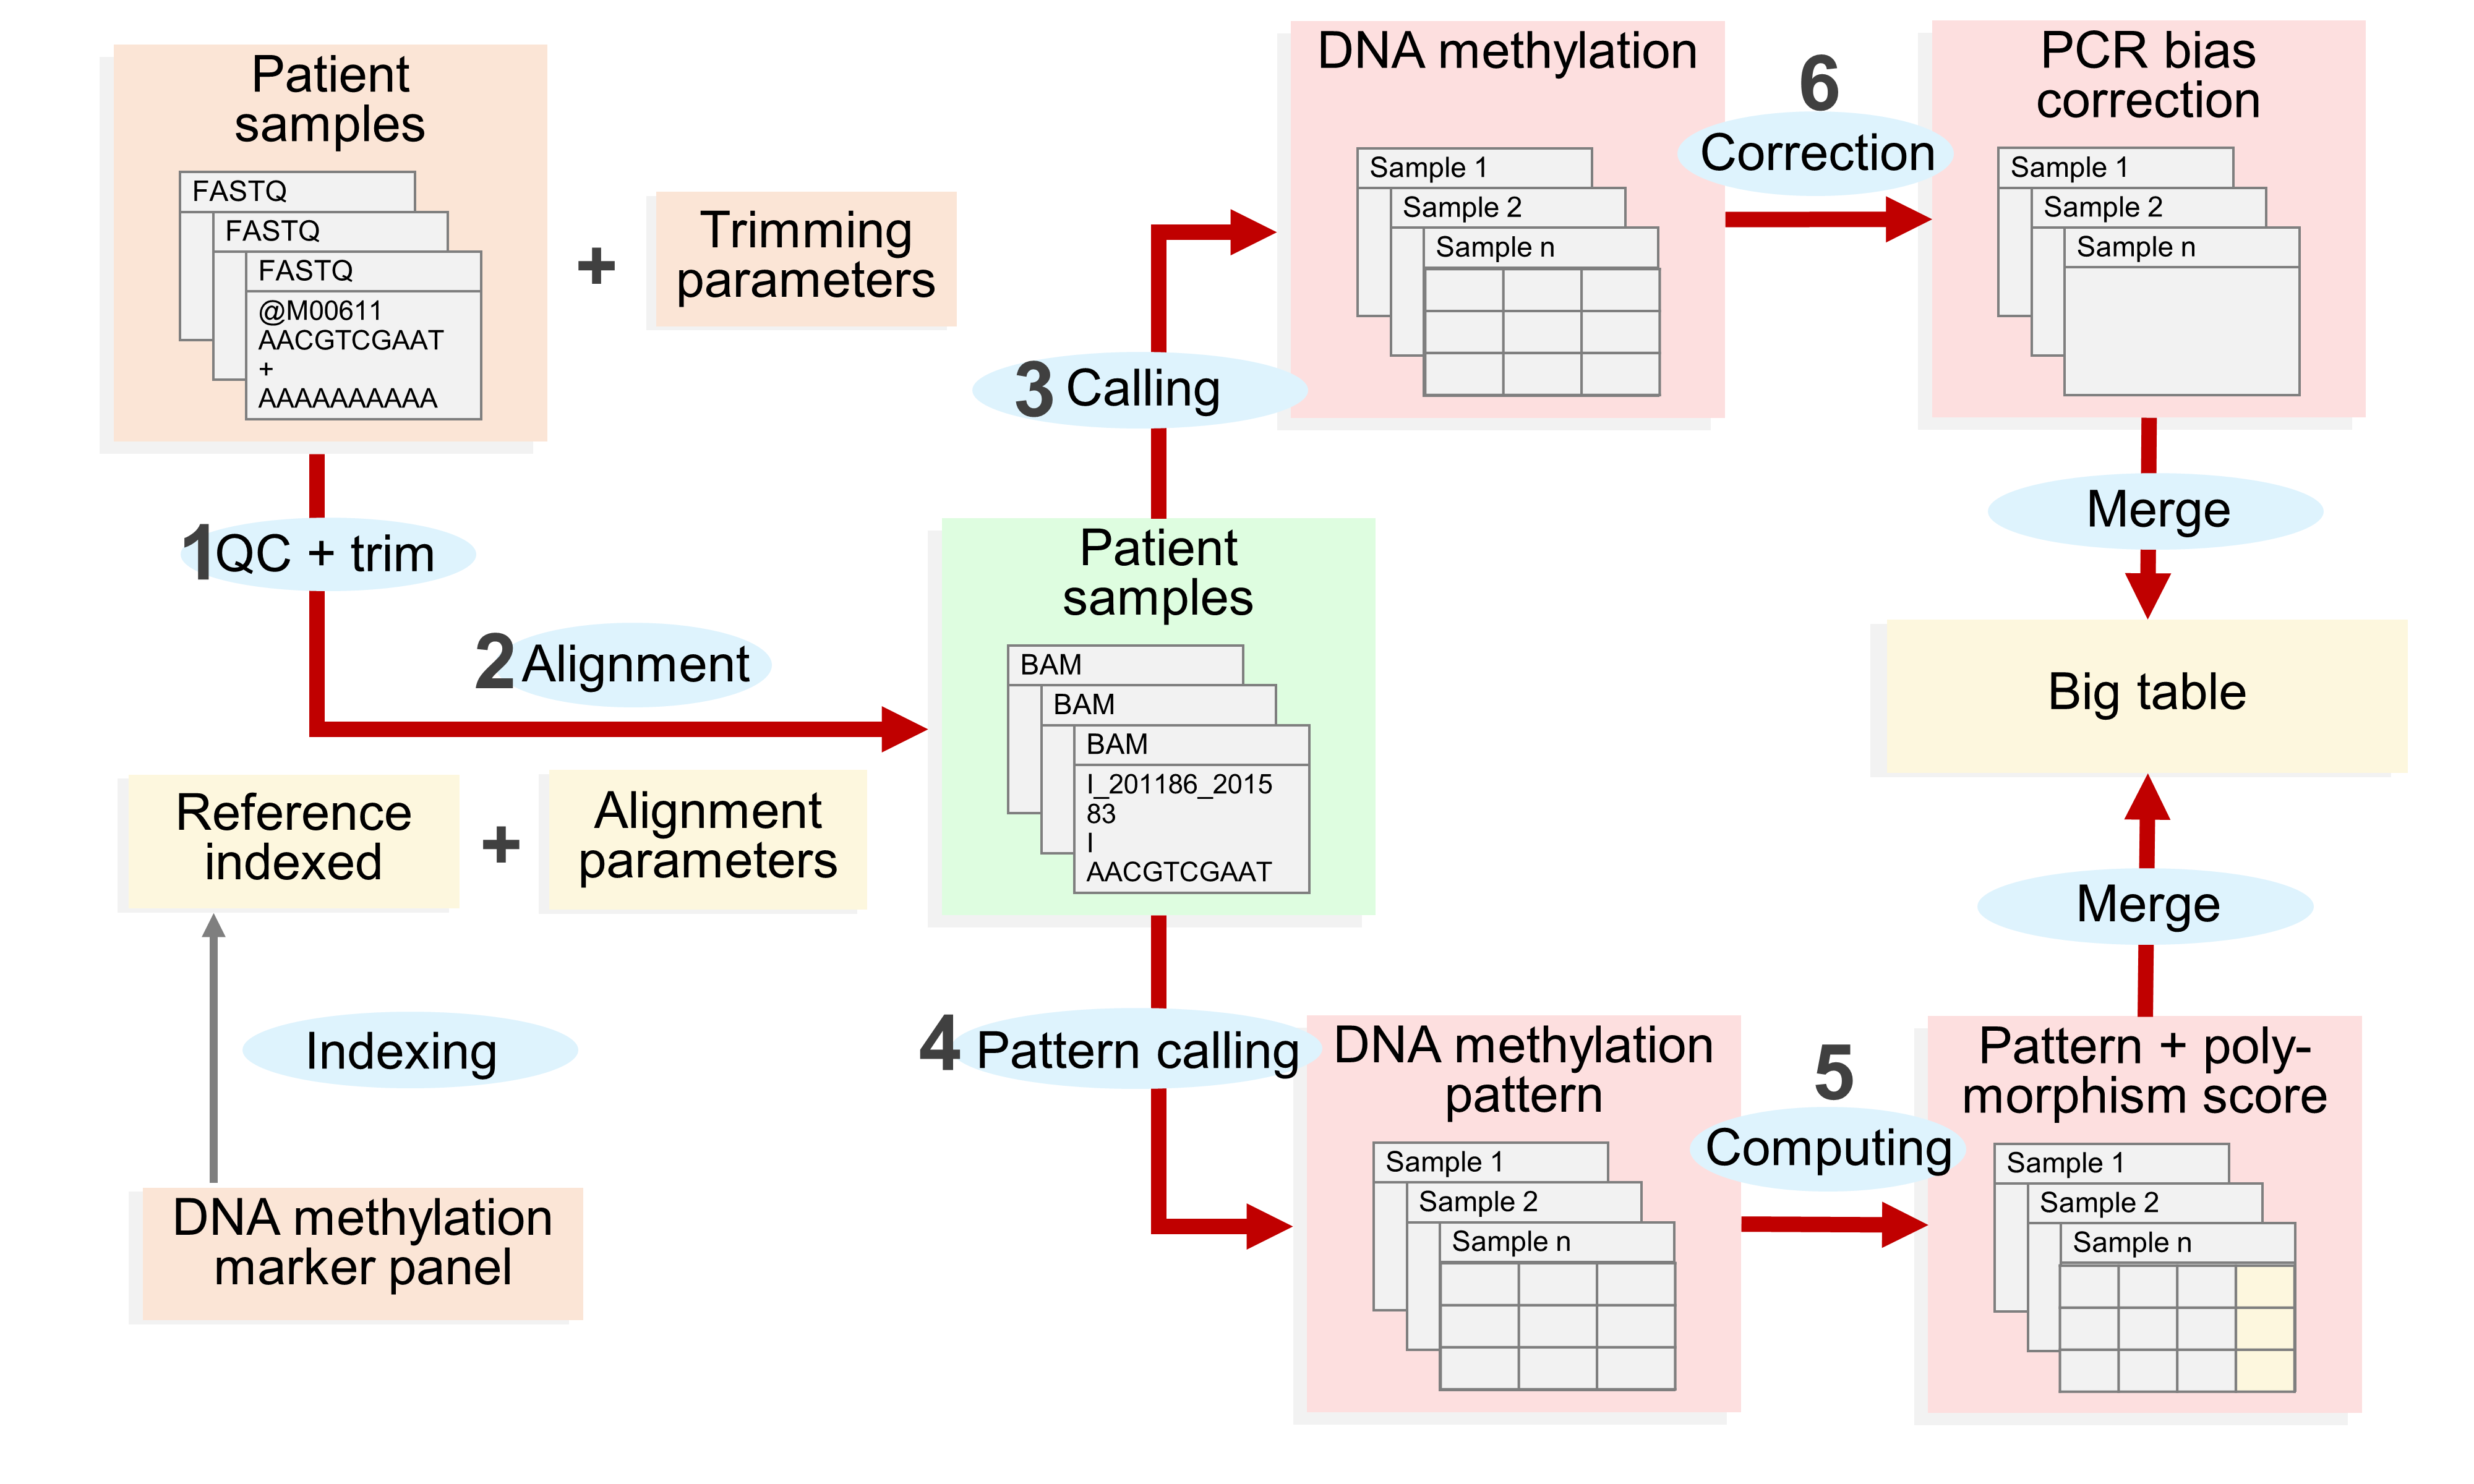 Patient
samples
FASTQ
FASTQ
FASTQ
@M00611
AACGTCGAAT
+
AAAAAAAAAA
+
Trimming
parameters
1 QC + trim
2 Alignment
Reference
indexed
+
Alignment
parameters
Indexing
DNA methylation
marker panel
Patient
samples
BAM
BAM
BAM
I_201186_2015
83
I
AACGTCGAAT
3 Calling
DNA methylation
Sample 1
Sample 2
Sample n
6
Correction
PCR bias
correction
Sample 1
Sample 2
Sample n
Merge
Big table
4 Pattern calling
DNA methylation
pattern
Sample 1
Sample 2
Sample n
5
Computing
Pattern + poly-
morphism score
Sample 1
Sample 2
Sample n
Merge